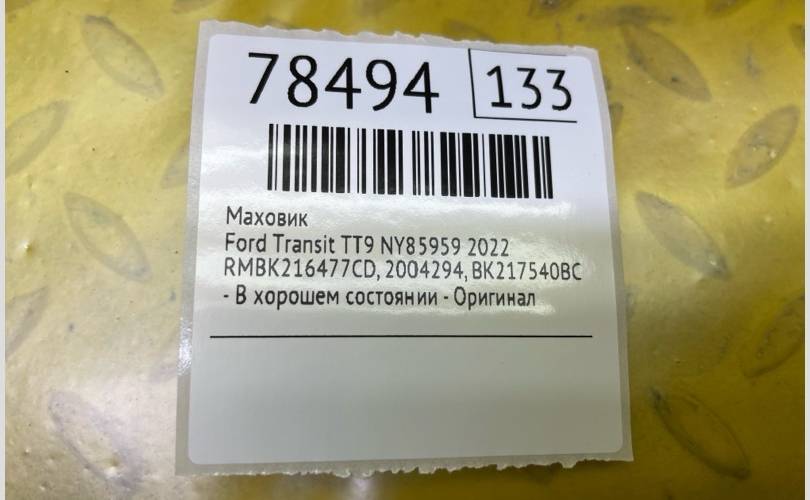 78494 133
Маховик
Ford Transit TT9 NY85959 2022
RMBK216477CD, 2004294, BK217540BC
- В хорошем состоянии - Оригинал